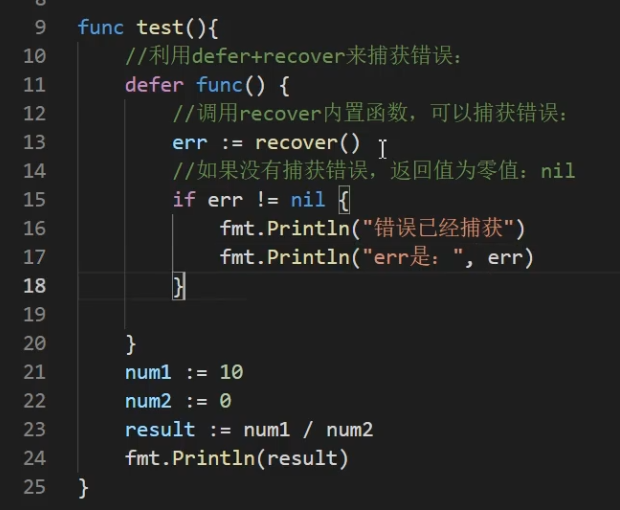 9 func test(){
10 //利用defer+recover来捕获错误:
11 defer func() {
12 //调用recover内置函数，可以捕获错误:
13 err := recover()
14 //如果没有捕获错误，返回值为零值：nil
15 if err != nil {
16 fmt.Println("错误已经捕获")
17 fmt.Println("err是：", err)
18 }
19
20 }
21 num1 := 10
22 num2 := 0
23 result := num1 / num2
24 fmt.Println(result)
25 }